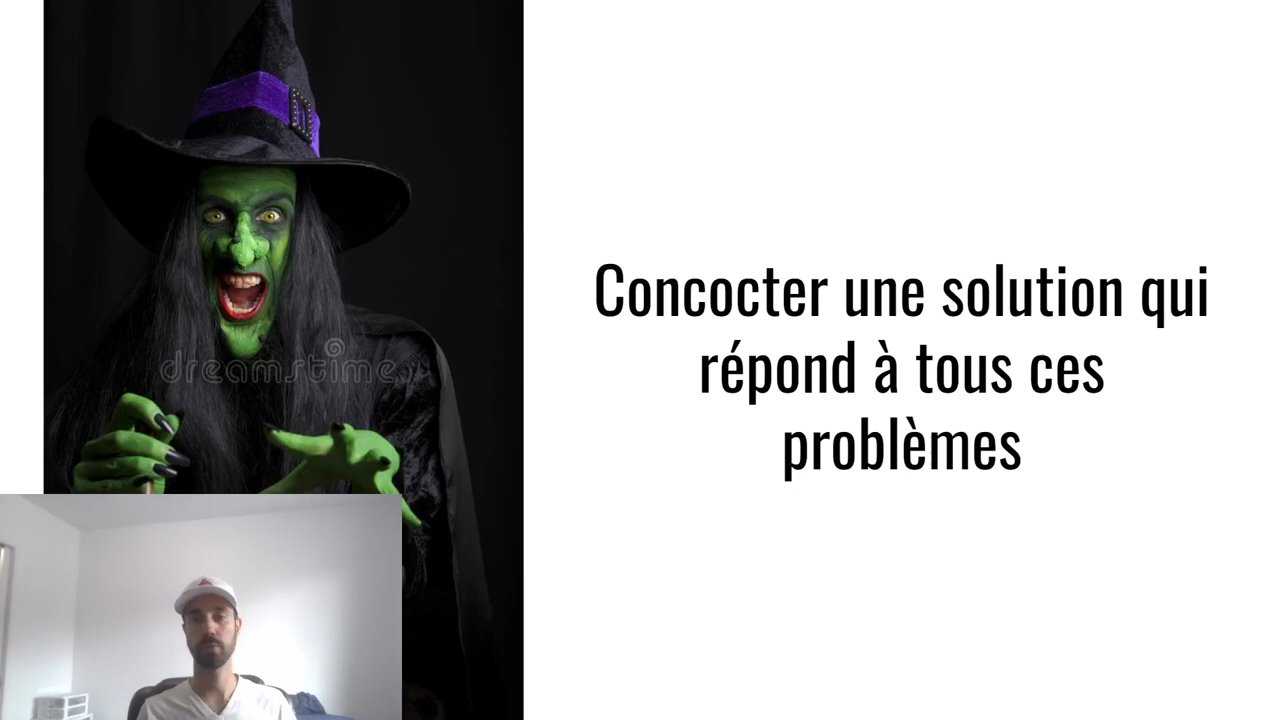 Concocter une solution qui
répond à tous ces
problèmes
dreamstime